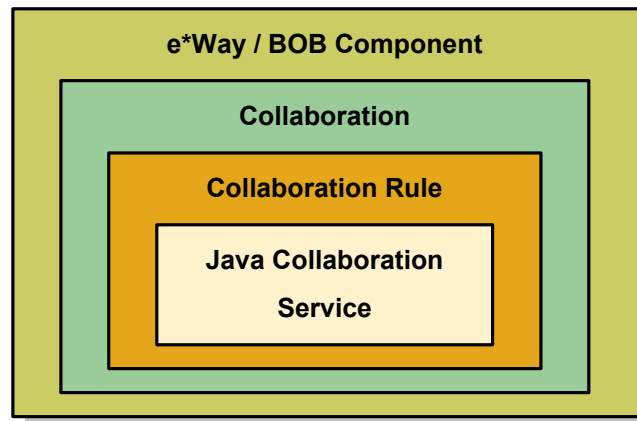 e*Way / BOB Component
Collaboration
Collaboration Rule
Java Collaboration
Service